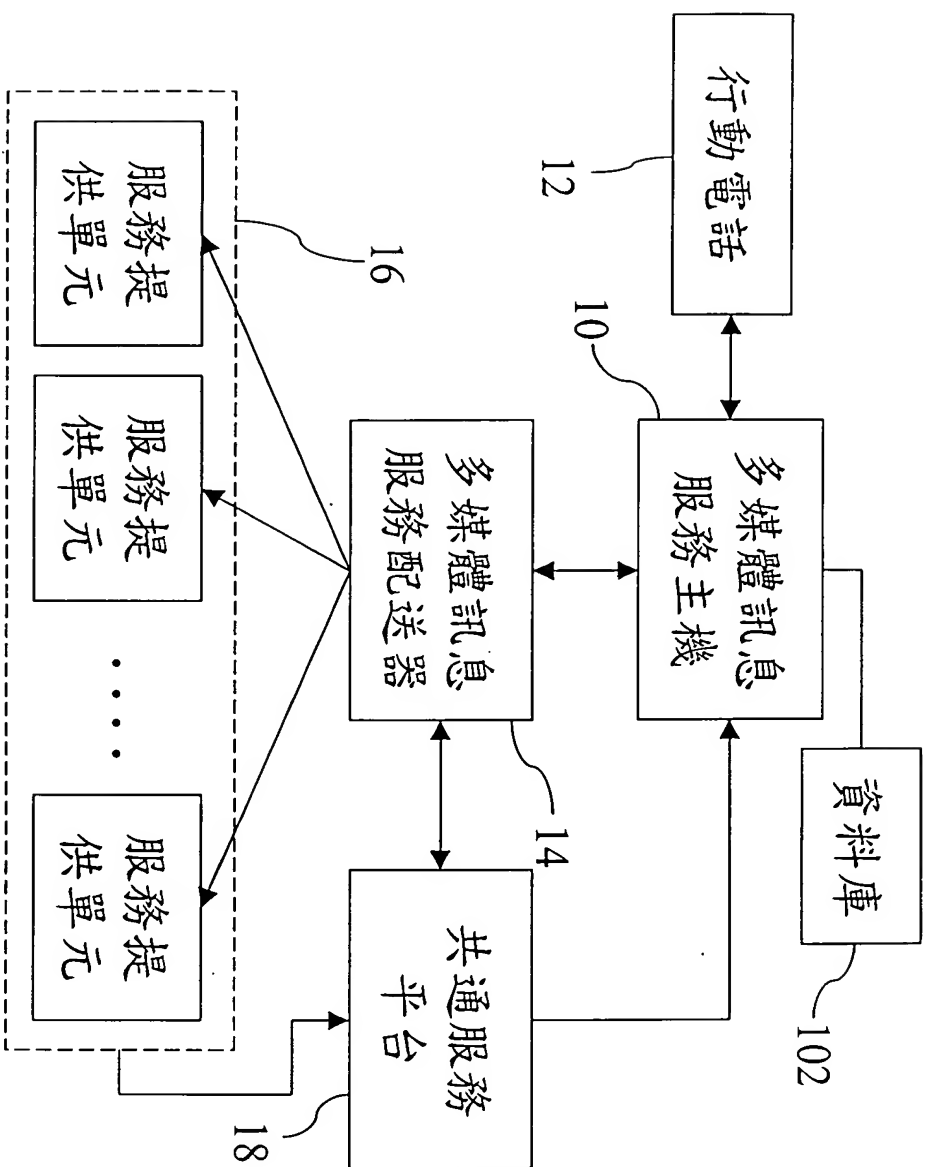 行動電話
12
多媒體訊息
服務主機
10
資料庫
102
多媒體訊息
服務配送器
14
共通服務
平台
18
16
服務提
供單元
服務提
供單元
‧‧‧‧
服務提
供單元